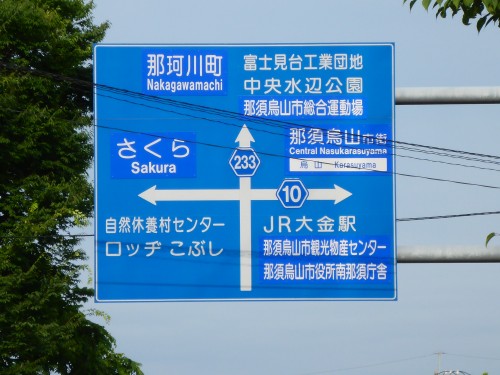 那珂川町
Nakagawamachi
富士見台工業団地
中央水辺公園
那須烏山市総合運動場
さくら
Sakura
233
那須烏山市街
Central Nasukarasuyama
烏山 Karasuyama
10
自然休養村センター
ロッヂ こぶし
JR大金駅
那須烏山市観光物産センター
那須烏山市役所南那須庁舎